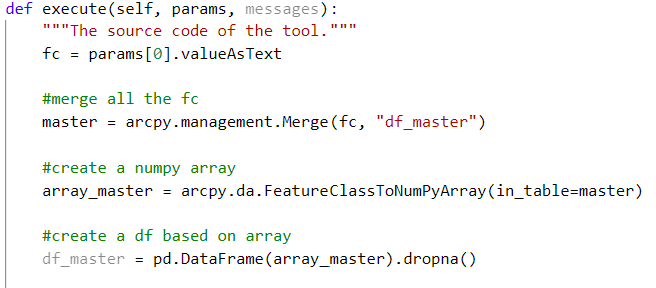 def execute(self, params, messages):
"""The source code of the tool."""
fc = params[0].valueAsText
#merge all the fc
master = arcpy.management.Merge(fc, "df_master")
#create a numpy array
array_master = arcpy.da.FeatureClassToNumPyArray(in_table=master)
#create a df based on array
df_master = pd.DataFrame(array_master).dropna()